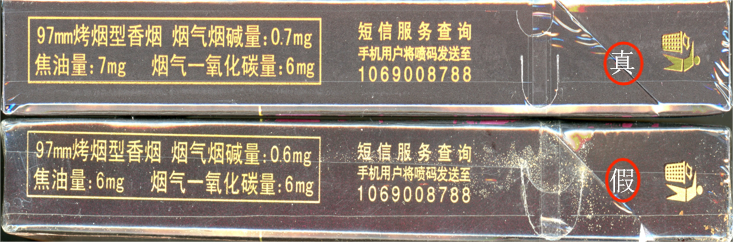 97mm烤烟型香烟 烟气烟碱量:0.7mg
焦油量:7mg 烟气一氧化碳量:6mg
短信服务查询
手机用户将喷码发送至
1069008788
真
97mm烤烟型香烟 烟气烟碱量:0.6mg
焦油量:6mg 烟气一氧化碳量:6mg
短信服务查询
手机用户将喷码发送至
1069008788
假